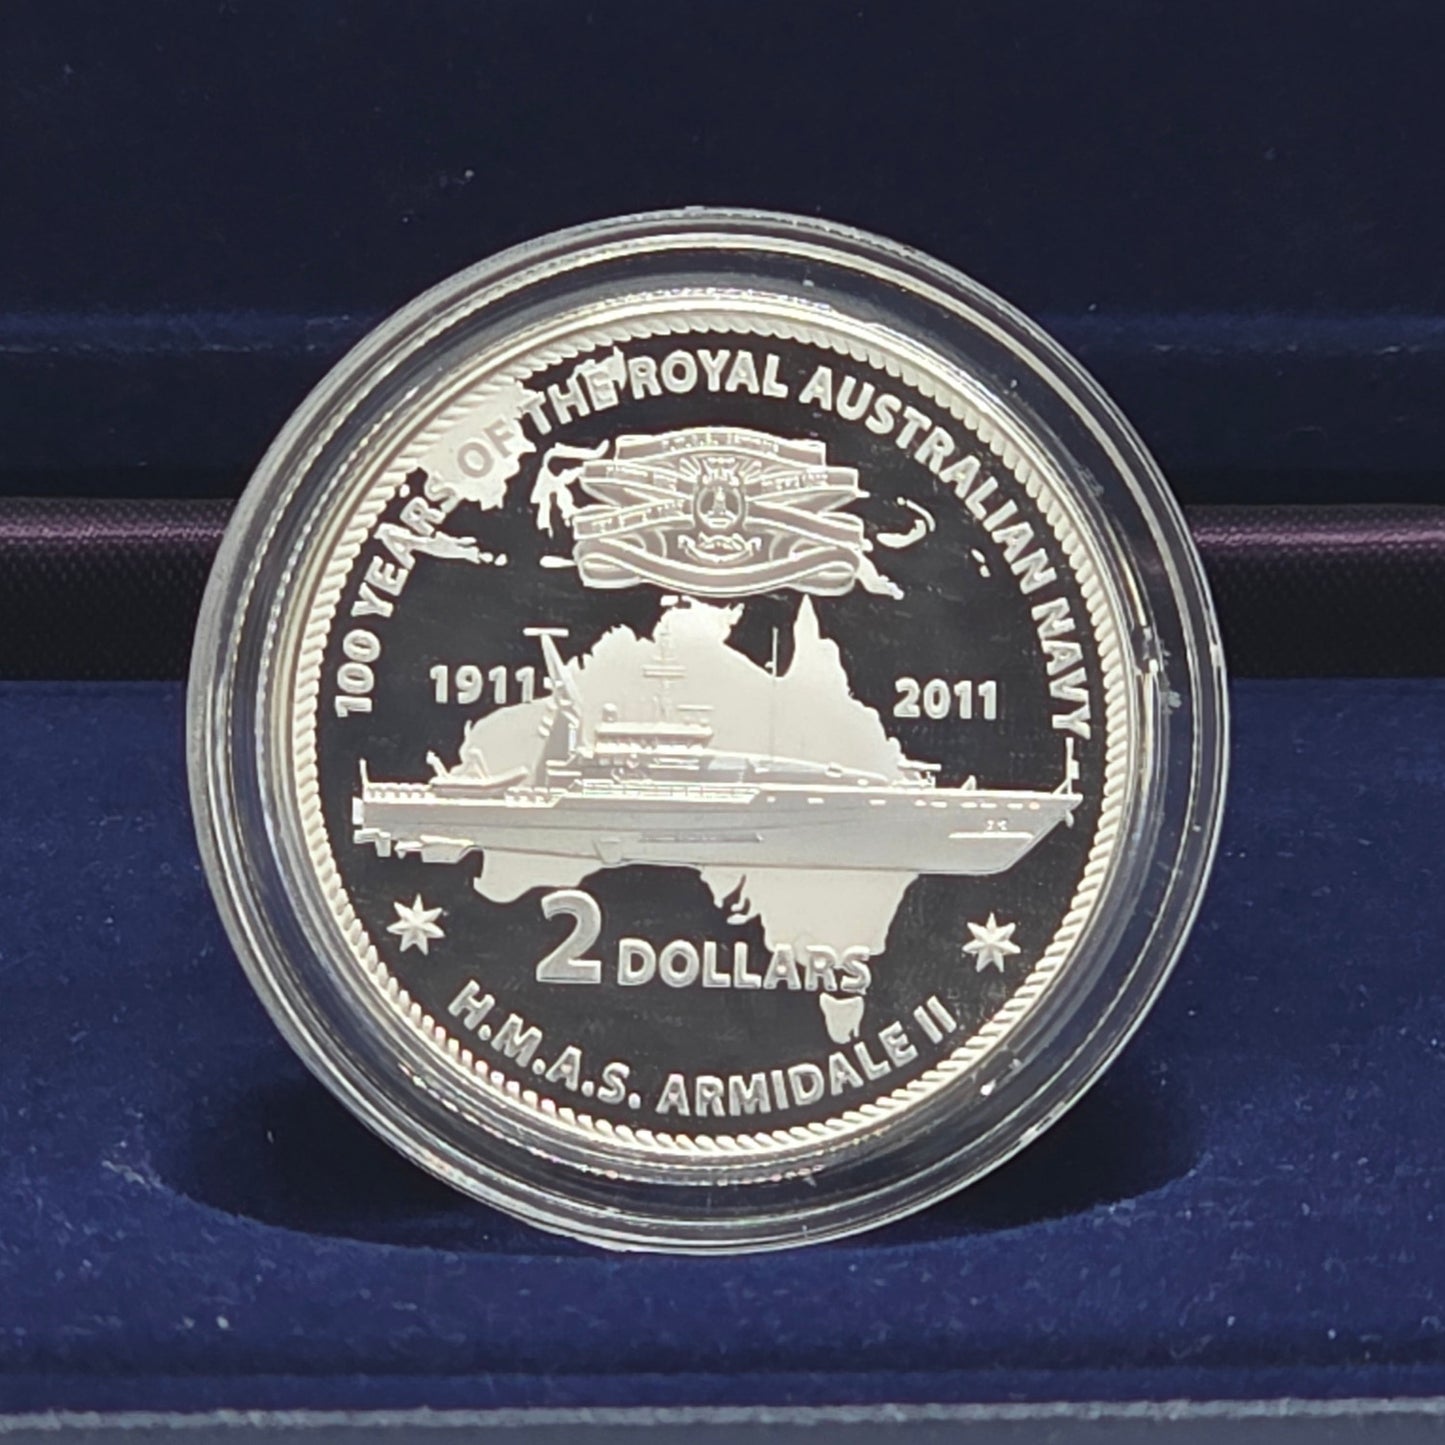 100 YEARS OF THE ROYAL AUSTRALIAN NAVY
1911
2011
2 DOLLARS
H.M.A.S. ARMIDALE II